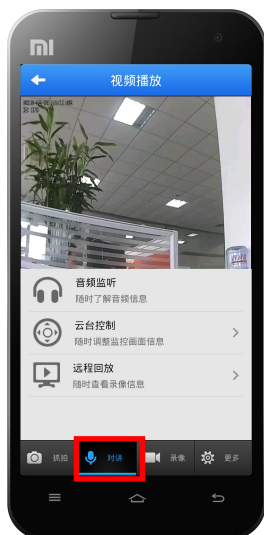 mi
视频播放
音频监听
随时了解音频信息
云台控制
随时调整监控画面信息
远程回放
随时查看录像信息
抓拍 对讲 录像 更多